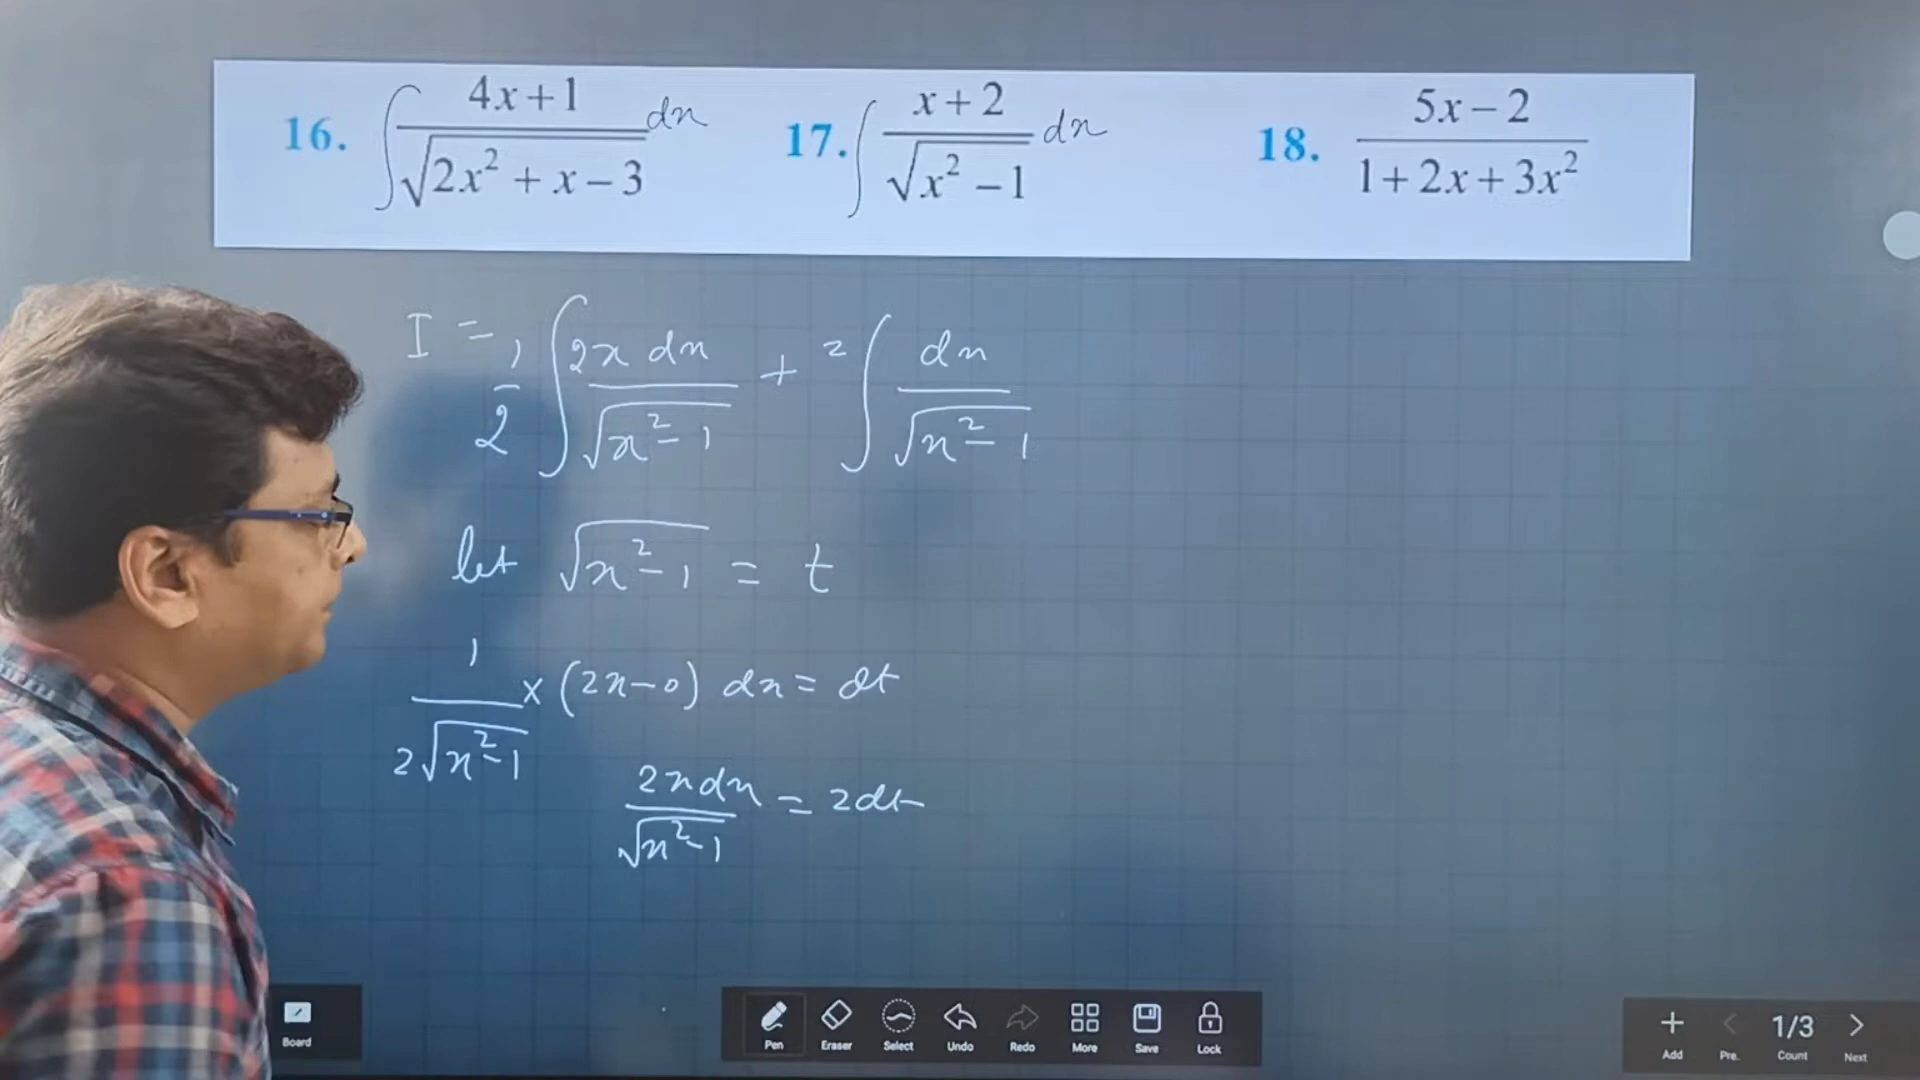 16. ∫ (4x+1)/√(2x²+x−3) dx 17. ∫ (x+2)/√(x²−1) dx 18. (5x−2)/(1+2x+3x²)
I = 1/2 ∫ 2x dx/√(x²−1) + 2 ∫ dx/√(x²−1)
let √(x²−1) = t
1/(2√(x²−1)) × (2x−0) dx = dt
2x dx/√(x²−1) = 2dt
Board
Pen Eraser Select Undo Redo More Save Lock
1/3
Add Pre. Count Next